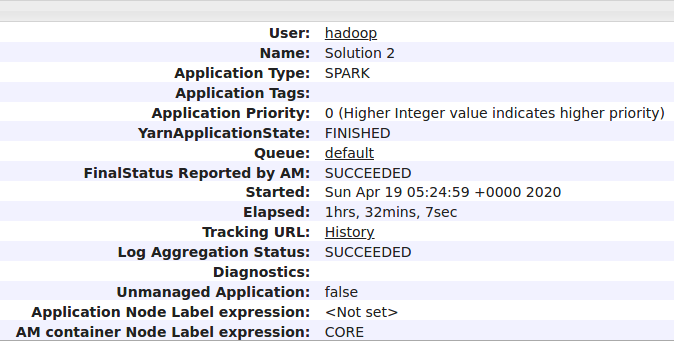 User: hadoop
Name: Solution 2
Application Type: SPARK
Application Tags:
Application Priority: 0 (Higher Integer value indicates higher priority)
YarnApplicationState: FINISHED
Queue: default
FinalStatus Reported by AM: SUCCEEDED
Started: Sun Apr 19 05:24:59 +0000 2020
Elapsed: 1hrs, 32mins, 7sec
Tracking URL: History
Log Aggregation Status: SUCCEEDED
Diagnostics:
Unmanaged Application: false
Application Node Label expression: <Not set>
AM container Node Label expression: CORE